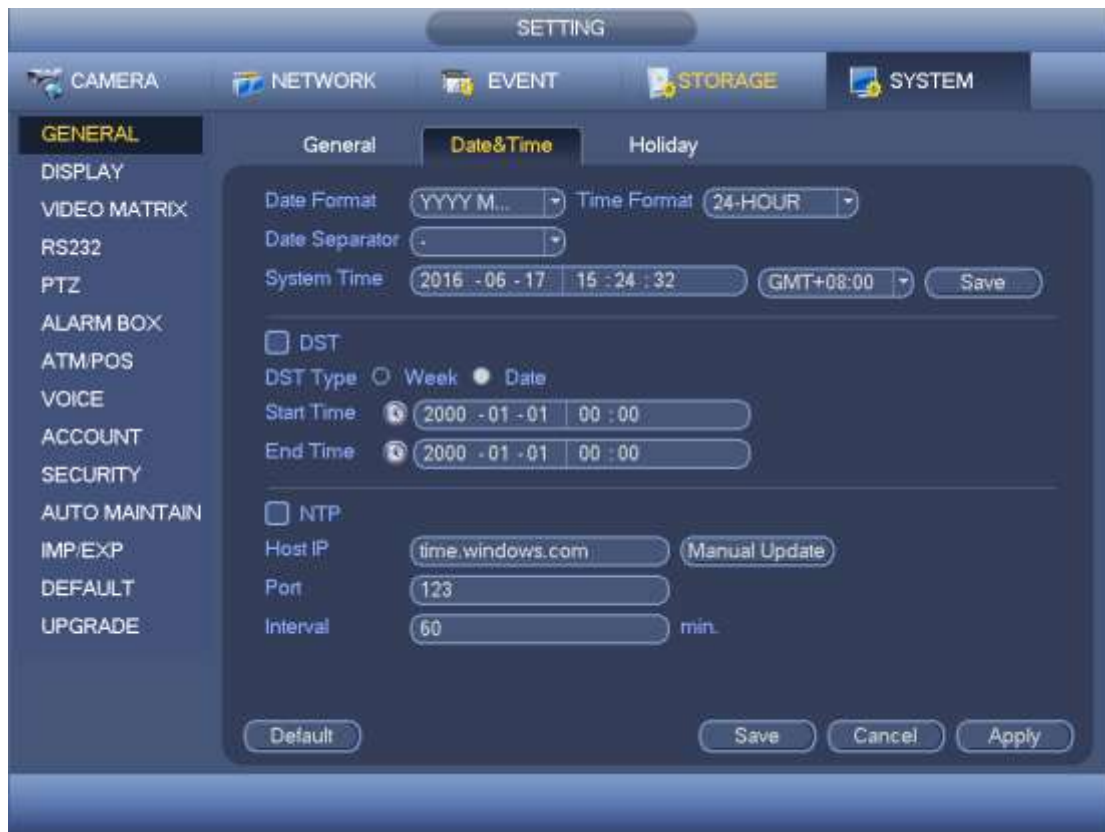 SETTING
CAMERA NETWORK EVENT STORAGE SYSTEM
GENERAL
DISPLAY
VIDEO MATRIX
RS232
PTZ
ALARM BOX
ATM/POS
VOICE
ACCOUNT
SECURITY
AUTO MAINTAIN
IMP/EXP
DEFAULT
UPGRADE
General Date&Time Holiday
Date Format YYYY M... Time Format 24-HOUR
Date Separator -
System Time 2016 - 06 - 17 15 : 24 : 32 GMT+08:00 Save
DST
DST Type Week Date
Start Time 2000 - 01 - 01 00 : 00
End Time 2000 - 01 - 01 00 : 00
NTP
Host IP time.windows.com Manual Update
Port 123
Interval 60 min.
Default Save Cancel Apply